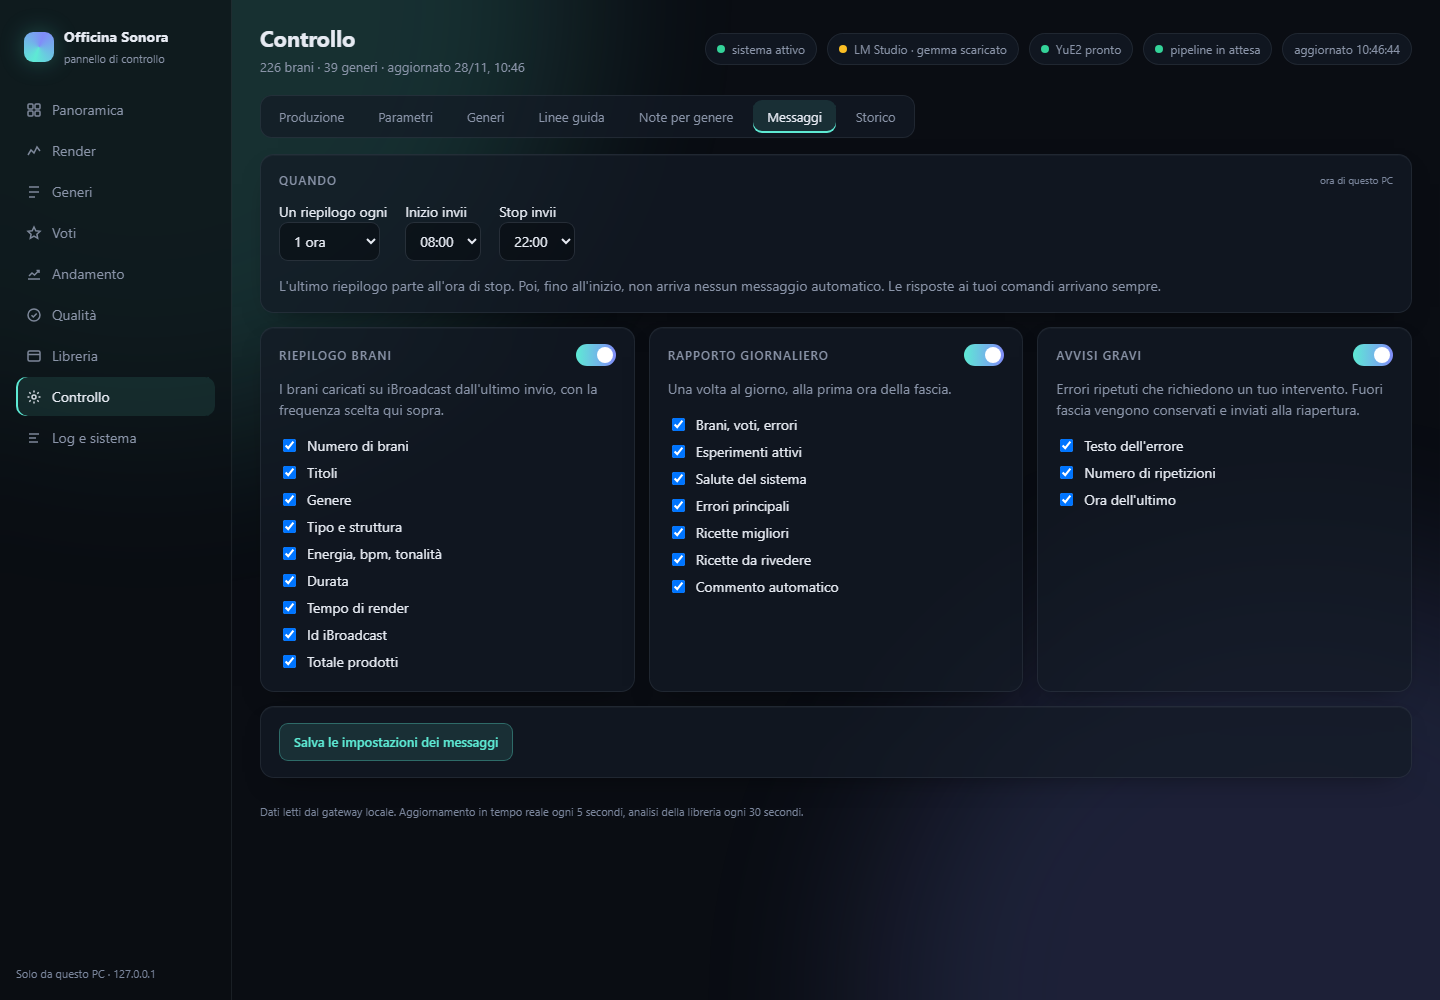 Officina Sonora
pannello di controllo
Panoramica
Render
Generi
Voti
Andamento
Qualità
Libreria
Controllo
Log e sistema
Solo da questo PC · 127.0.0.1
Controllo
226 brani · 39 generi · aggiornato 28/11, 10:46
sistema attivo
LM Studio · gemma scaricato
YuE2 pronto
pipeline in attesa
aggiornato 10:46:44
Produzione
Parametri
Generi
Linee guida
Note per genere
Messaggi
Storico
QUANDO
ora di questo PC
Un riepilogo ogni
Inizio invii
Stop invii
1 ora
08:00
22:00
L'ultimo riepilogo parte all'ora di stop. Poi, fino all'inizio, non arriva nessun messaggio automatico. Le risposte ai tuoi comandi arrivano sempre.
RIEPILOGO BRANI
I brani caricati su iBroadcast dall'ultimo invio, con la
frequenza scelta qui sopra.
Numero di brani
Titoli
Genere
Tipo e struttura
Energia, bpm, tonalità
Durata
Tempo di render
Id iBroadcast
Totale prodotti
RAPPORTO GIORNALIERO
Una volta al giorno, alla prima ora della fascia.
Brani, voti, errori
Esperimenti attivi
Salute del sistema
Errori principali
Ricette migliori
Ricette da rivedere
Commento automatico
AVVISI GRAVI
Errori ripetuti che richiedono un tuo intervento. Fuori
fascia vengono conservati e inviati alla riapertura.
Testo dell'errore
Numero di ripetizioni
Ora dell'ultimo
Salva le impostazioni dei messaggi
Dati letti dal gateway locale. Aggiornamento in tempo reale ogni 5 secondi, analisi della libreria ogni 30 secondi.